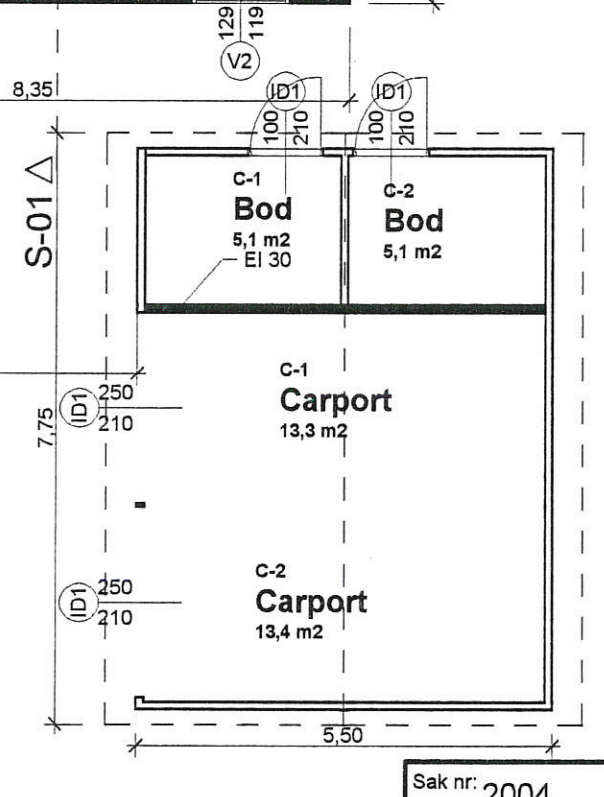 129
119
V2
8,35
ID1
100
210
ID1
100
210
S-01
C-1
Bod
5,1 m2
EI 30
C-2
Bod
5,1 m2
C-1
Carport
13,3 m2
ID1 250
210
7,75
C-2
Carport
13,4 m2
ID1 250
210
5,50
Sak nr: 2004